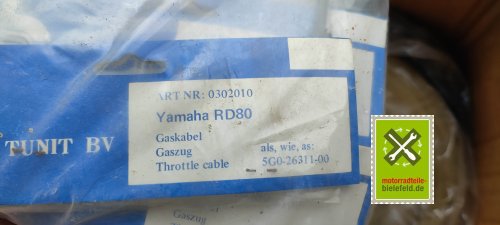 ART NR: 0302010
Yamaha RD80
Gaskabel
Gaszug als, wie, as:
Throttle cable 5G0-26311-00
TUNIT BV
motorradteile-
bielefeld.de